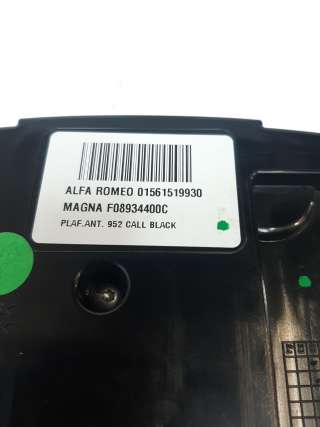 ALFA ROMEO 01561519930
MAGNA F08934400C
PLAF.ANT. 952 CALL BLACK